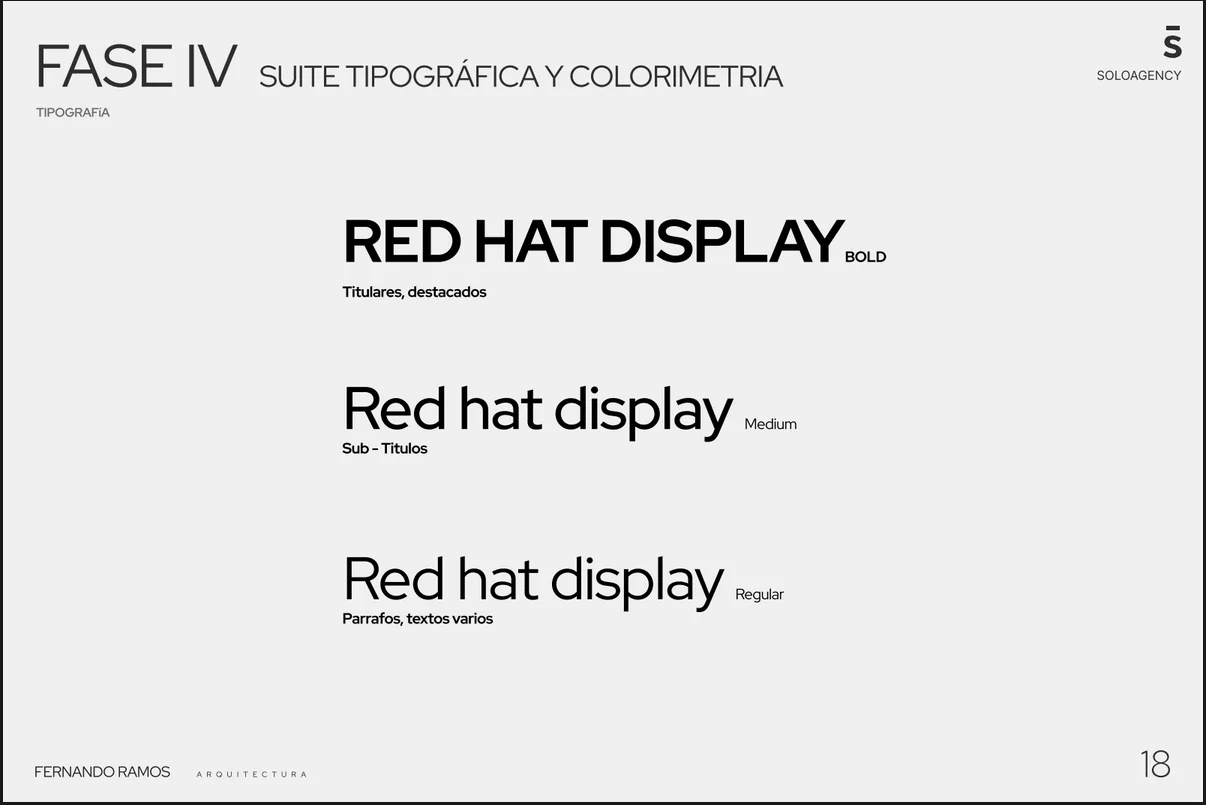 FASE IV SUITE TIPOGRÁFICA Y COLORIMETRIA
TIPOGRAFíA
S̄
SOLOAGENCY
RED HAT DISPLAY BOLD
Titulares, destacados
Red hat display Medium
Sub - Titulos
Red hat display Regular
Parrafos, textos varios
FERNANDO RAMOS ARQUITECTURA
18